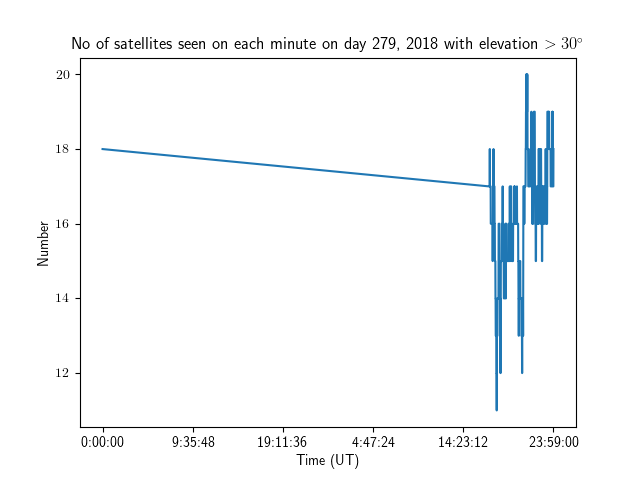 No of satellites seen on each minute on day 279, 2018 with elevation > 30°
20
18
16
14
12
Number
0:00:00 9:35:48 19:11:36 4:47:24 14:23:12 23:59:00
Time (UT)